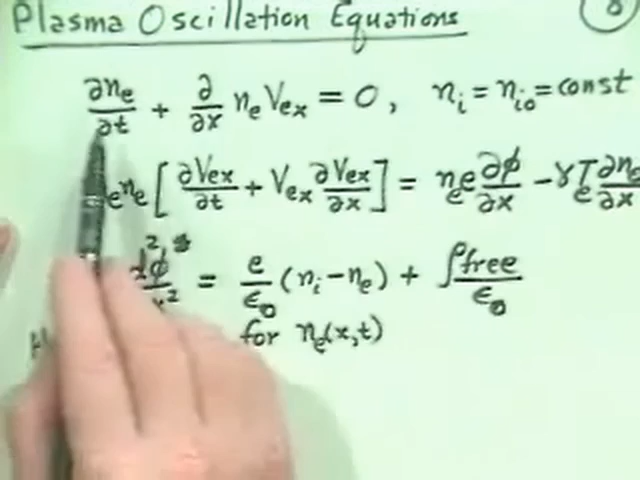 Plasma Oscillation Equations
∂nₑ/∂t + ∂/∂x nₑVₑₓ = 0, nᵢ = nᵢ₀ = const
ₑnₑ[∂Vₑₓ/∂t + Vₑₓ ∂Vₑₓ/∂x] = nₑe ∂ϕ/∂x − γTₑ ∂nₑ/∂x
²ϕ/x² = e/ϵ₀ (nᵢ − nₑ) + ρfree/ϵ₀
for nₑ(x,t)